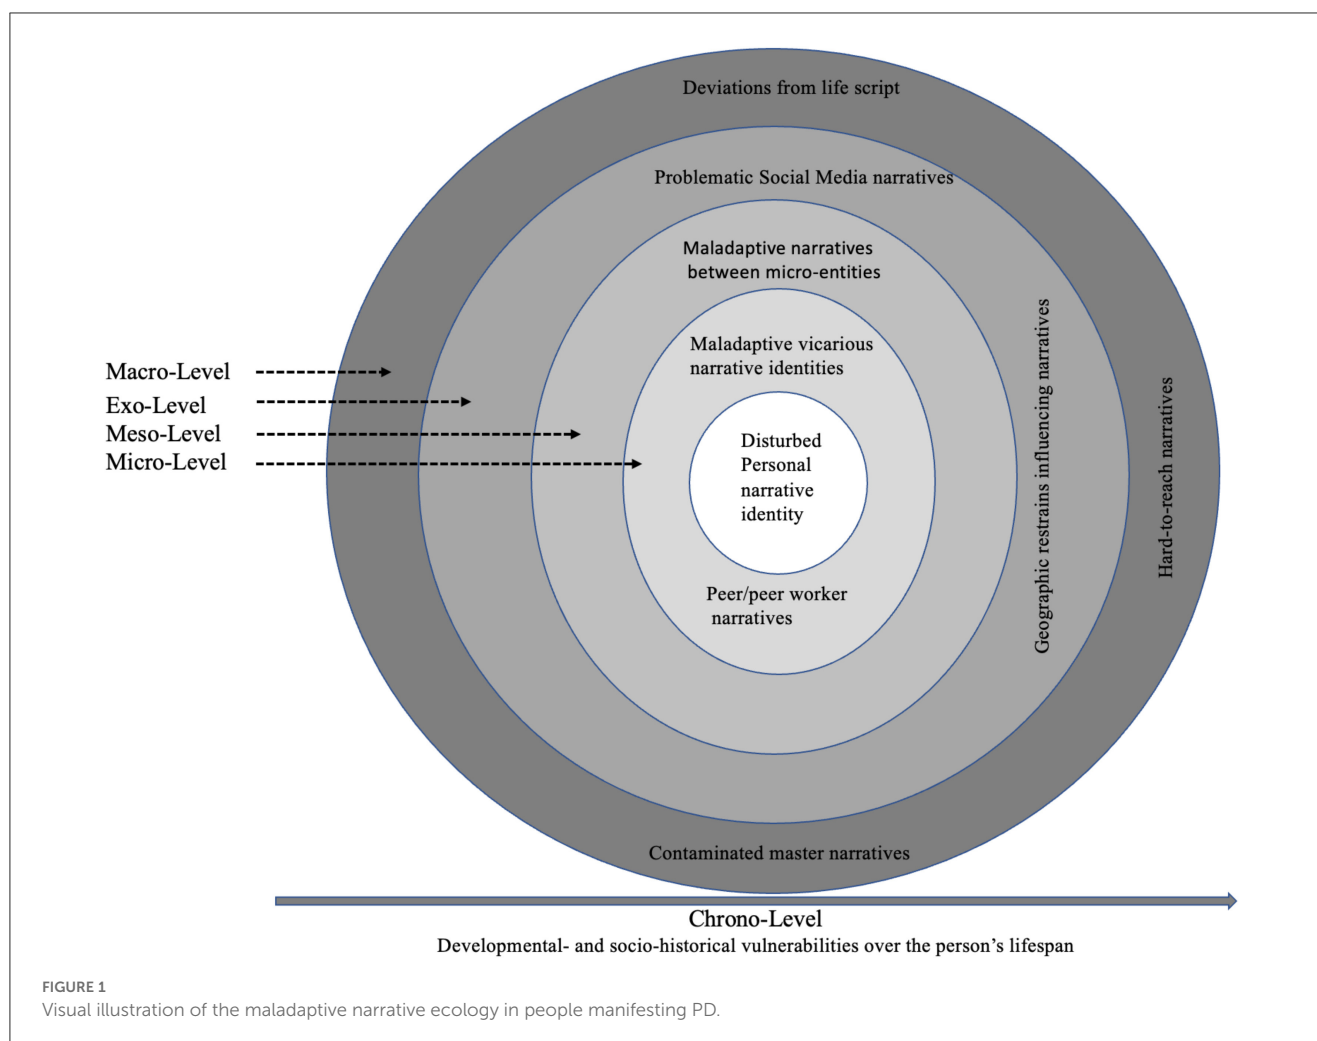 Deviations from life script
Problematic Social Media narratives
Maladaptive narratives
between micro-entities
Maladaptive vicarious
narrative identities
Disturbed
Personal
narrative
identity
Peer/peer worker
narratives
Geographic restrains influencing narratives
Hard-to-reach narratives
Macro-Level
Exo-Level
Meso-Level
Micro-Level
Contaminated master narratives
Chrono-Level
Developmental- and socio-historical vulnerabilities over the person's lifespan
FIGURE 1
Visual illustration of the maladaptive narrative ecology in people manifesting PD.